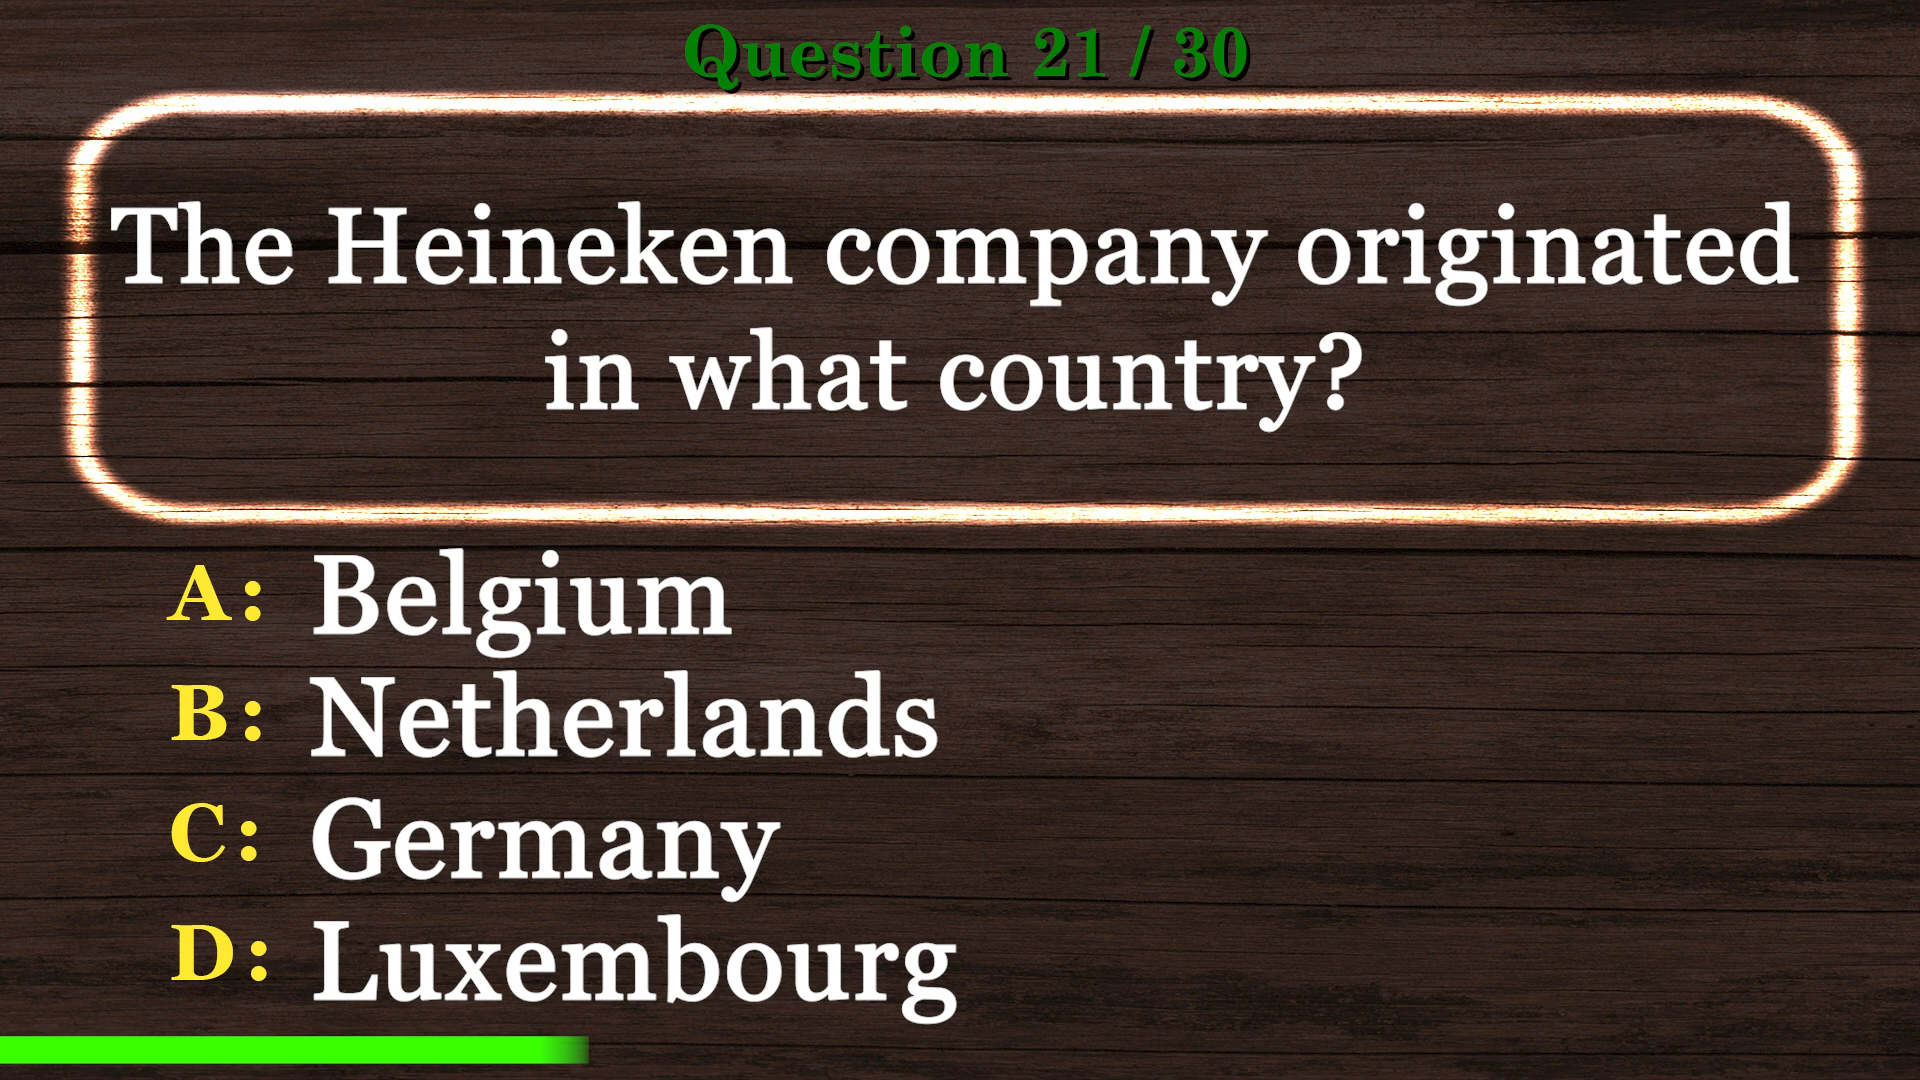 Question 21 / 30
The Heineken company originated
in what country?
A: Belgium
B: Netherlands
C: Germany
D: Luxembourg